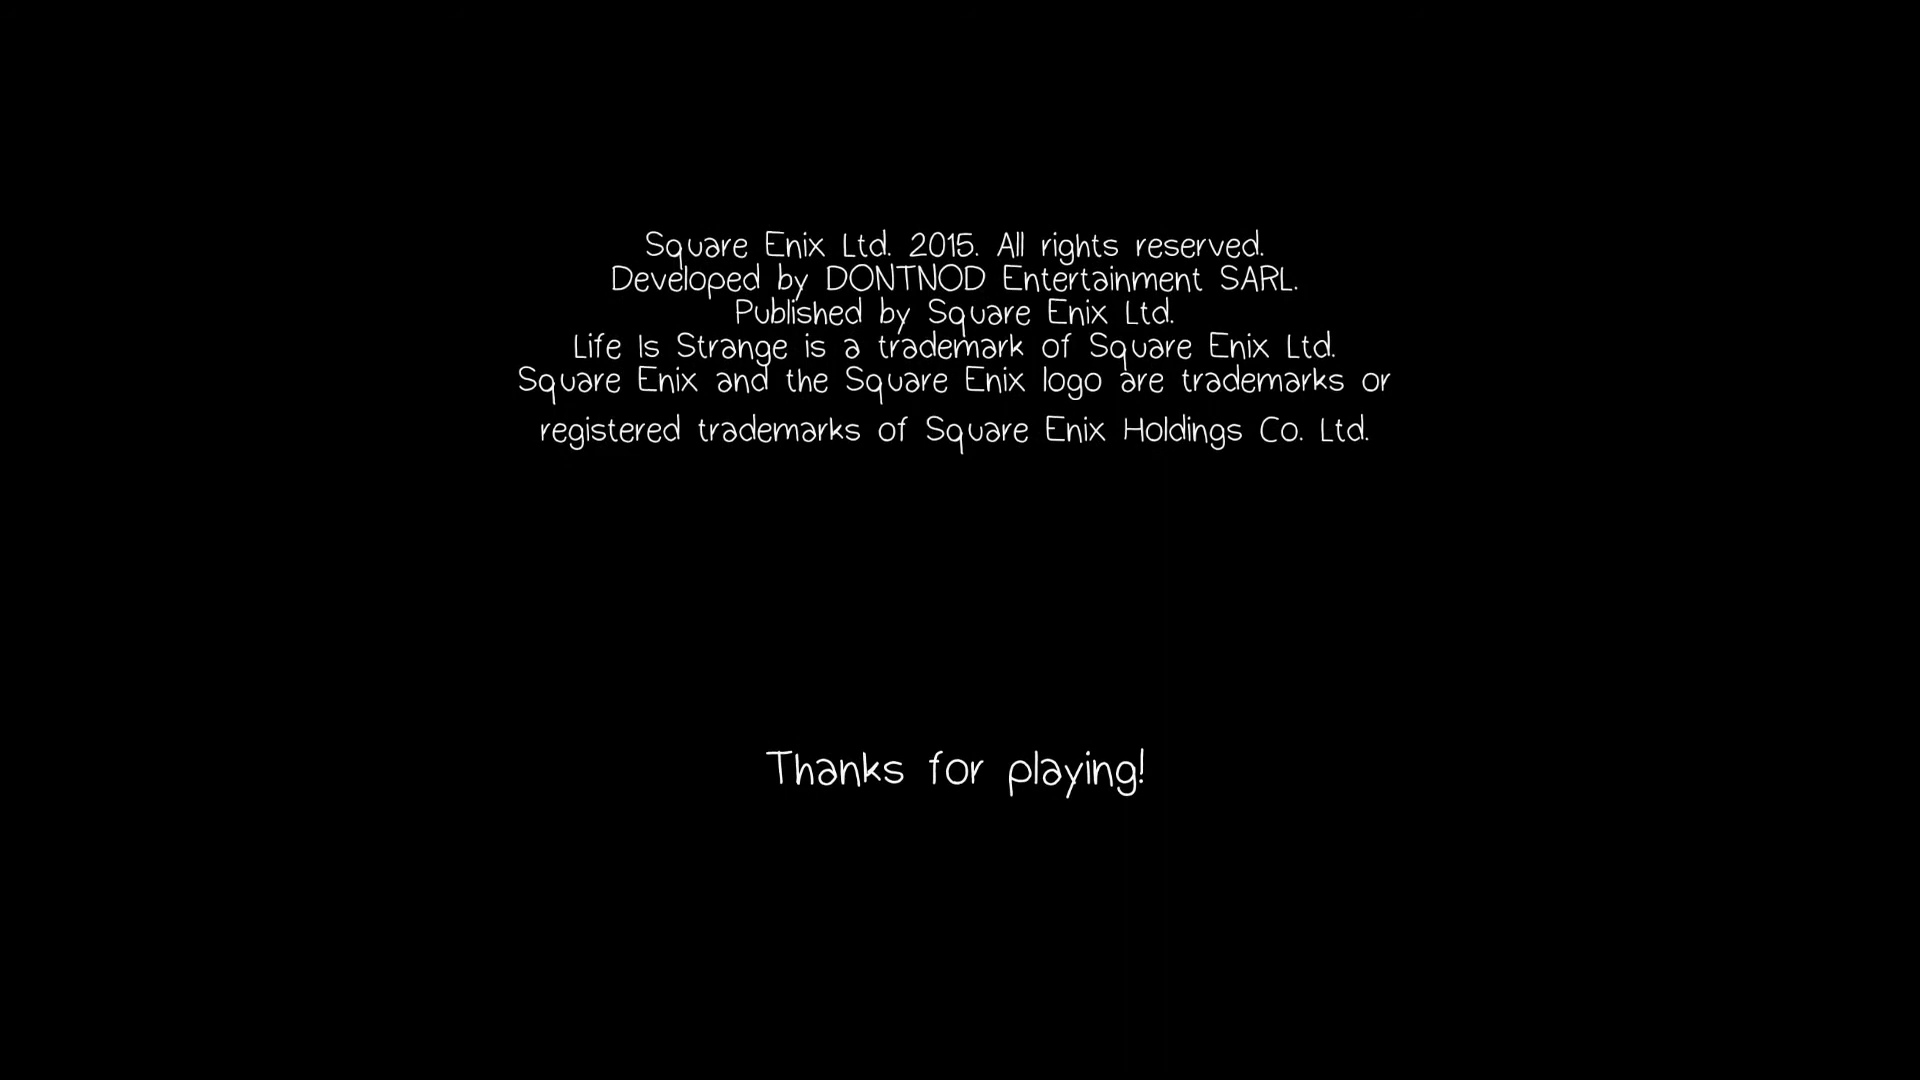 Square Enix Ltd. 2015. All rights reserved.
Developed by DONTNOD Entertainment SARL.
Published by Square Enix Ltd.
Life Is Strange is a trademark of Square Enix Ltd.
Square Enix and the Square Enix logo are trademarks or
registered trademarks of Square Enix Holdings Co. Ltd.
Thanks for playing!